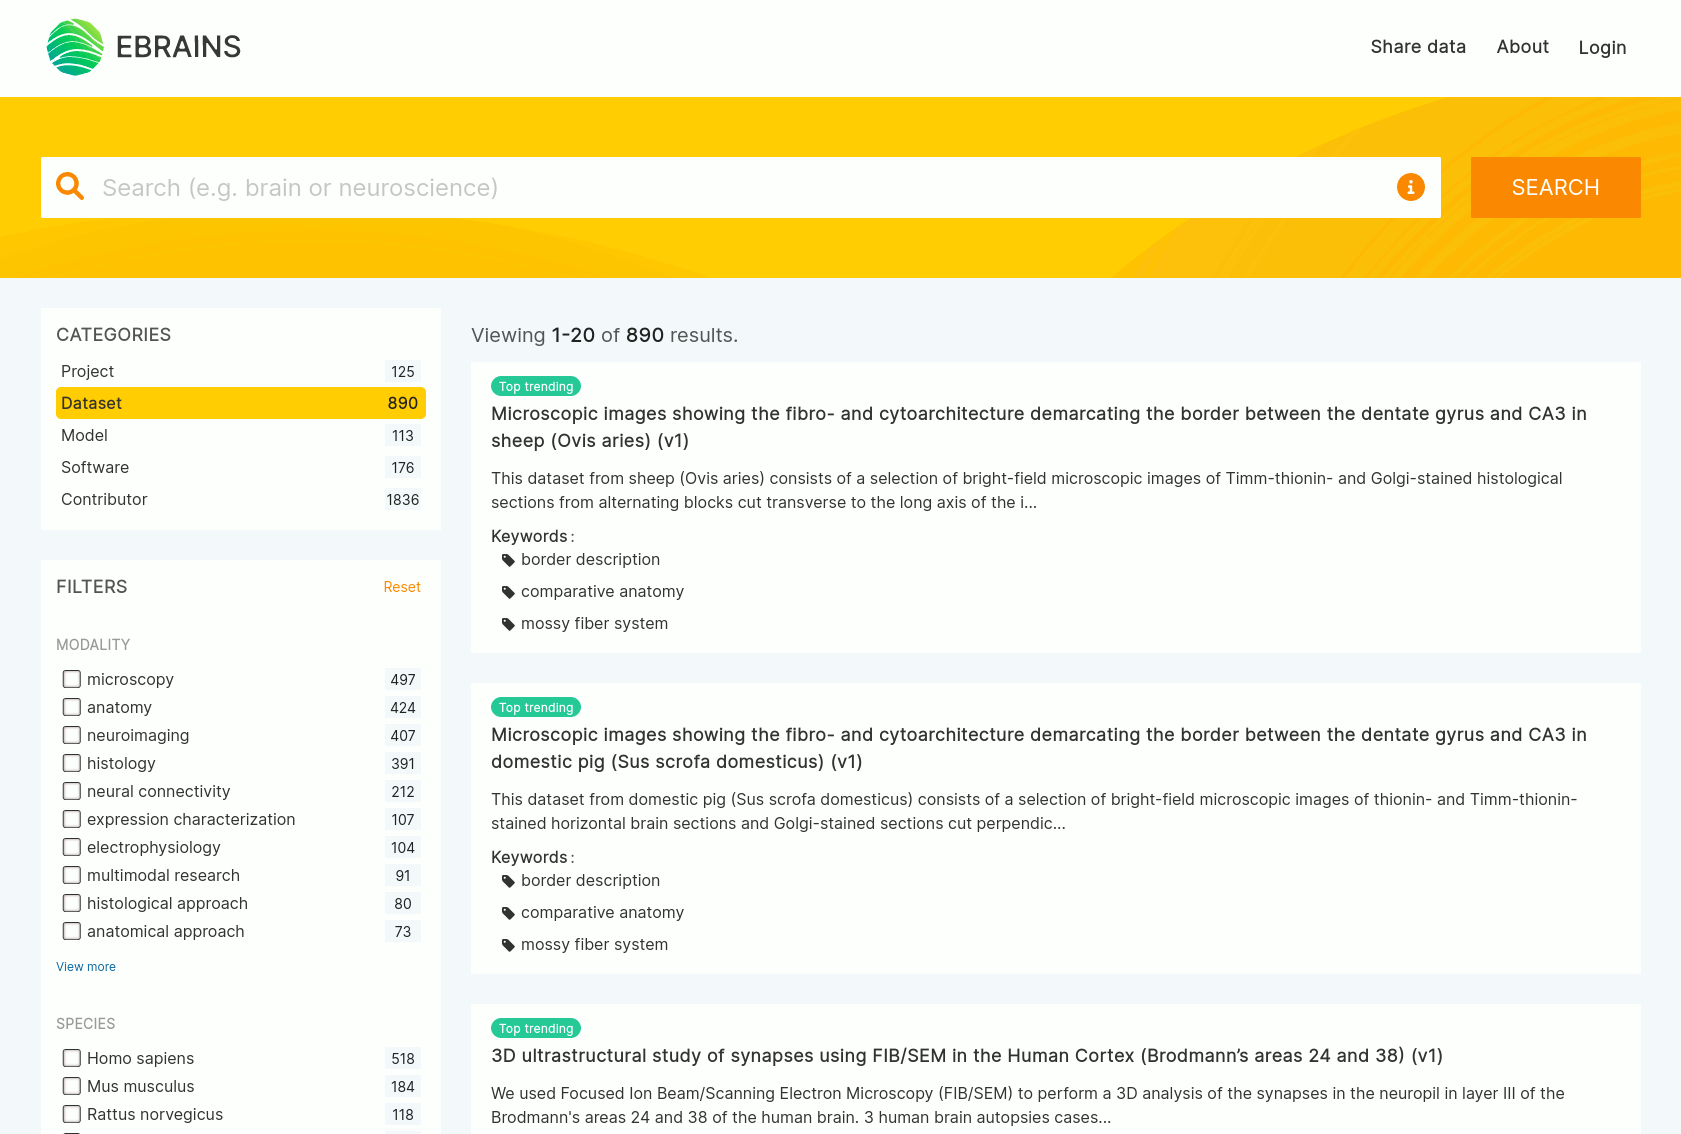 EBRAINS
Share data
About
Login
Search (e.g. brain or neuroscience)
SEARCH
CATEGORIES
Project 125
Dataset 890
Model 113
Software 176
Contributor 1836
FILTERS
Reset
MODALITY
microscopy 497
anatomy 424
neuroimaging 407
histology 391
neural connectivity 212
expression characterization 107
electrophysiology 104
multimodal research 91
histological approach 80
anatomical approach 73
View more
SPECIES
Homo sapiens 518
Mus musculus 184
Rattus norvegicus 118
Viewing 1-20 of 890 results.
Top trending
Microscopic images showing the fibro- and cytoarchitecture demarcating the border between the dentate gyrus and CA3 in
sheep (Ovis aries) (v1)
This dataset from sheep (Ovis aries) consists of a selection of bright-field microscopic images of Timm-thionin- and Golgi-stained histological
sections from alternating blocks cut transverse to the long axis of the i...
Keywords:
border description
comparative anatomy
mossy fiber system
Top trending
Microscopic images showing the fibro- and cytoarchitecture demarcating the border between the dentate gyrus and CA3 in
domestic pig (Sus scrofa domesticus) (v1)
This dataset from domestic pig (Sus scrofa domesticus) consists of a selection of bright-field microscopic images of thionin- and Timm-thionin-
stained horizontal brain sections and Golgi-stained sections cut perpendic...
Keywords:
border description
comparative anatomy
mossy fiber system
Top trending
3D ultrastructural study of synapses using FIB/SEM in the Human Cortex (Brodmann’s areas 24 and 38) (v1)
We used Focused Ion Beam/Scanning Electron Microscopy (FIB/SEM) to perform a 3D analysis of the synapses in the neuropil in layer III of the
Brodmann's areas 24 and 38 of the human brain. 3 human brain autopsies cases...